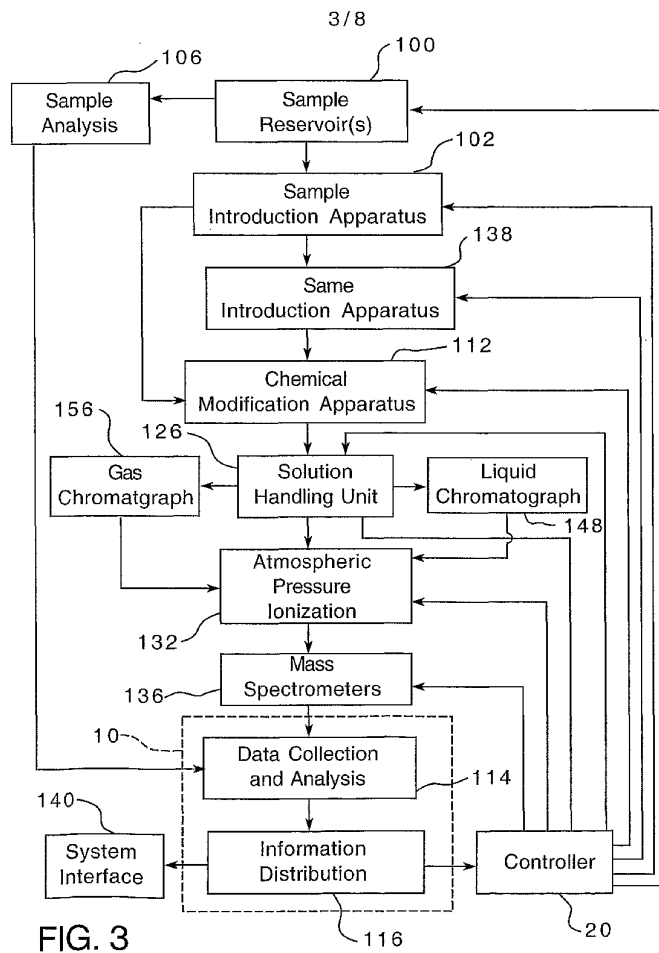 3/8
106
100
Sample
Analysis
Sample
Reservoir(s)
102
Sample
Introduction Apparatus
138
Same
Introduction Apparatus
112
Chemical
Modification Apparatus
156
126
Gas
Chromatgraph
Solution
Handling Unit
Liquid
Chromatograph
148
Atmospheric
Pressure
Ionization
132
Mass
Spectrometers
136
10
Data Collection
and Analysis
114
140
System
Interface
Information
Distribution
Controller
116
20
FIG. 3